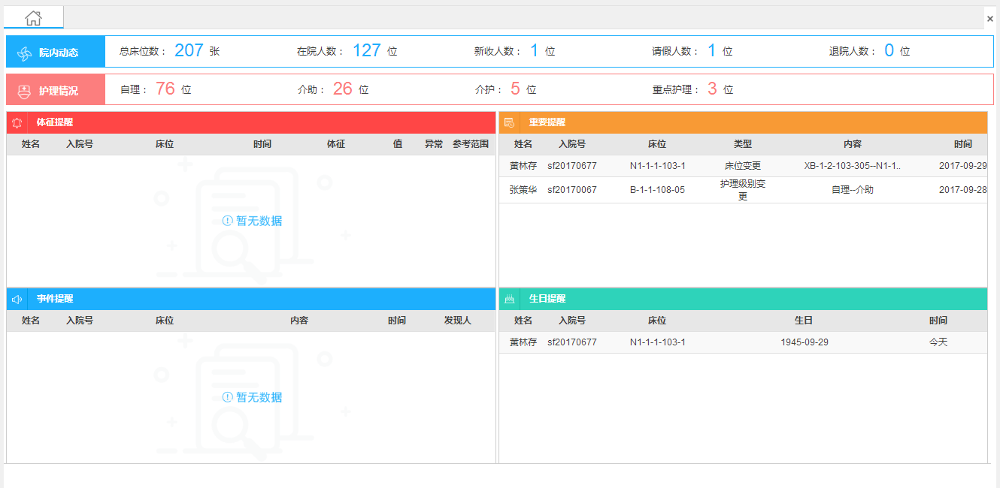 院内动态 总床位数： 207 张 在院人数： 127 位 新收人数： 1 位 请假人数： 1 位 退院人数： 0 位
护理情况 自理： 76 位 介助： 26 位 介护： 5 位 重点护理： 3 位
体征提醒
姓名 入院号 床位 时间 体征 值 异常 参考范围
暂无数据
重要提醒
姓名 入院号 床位 类型 内容 时间
黄林存 sf20170677 N1-1-1-103-1 床位变更 XB-1-2-103-305--N1-1.. 2017-09-29
张策华 sf20170067 B-1-1-108-05 护理级别变 自理--介助 2017-09-28
更
事件提醒
姓名 入院号 床位 内容 时间 发现人
暂无数据
生日提醒
姓名 入院号 床位 生日 时间
黄林存 sf20170677 N1-1-1-103-1 1945-09-29 今天